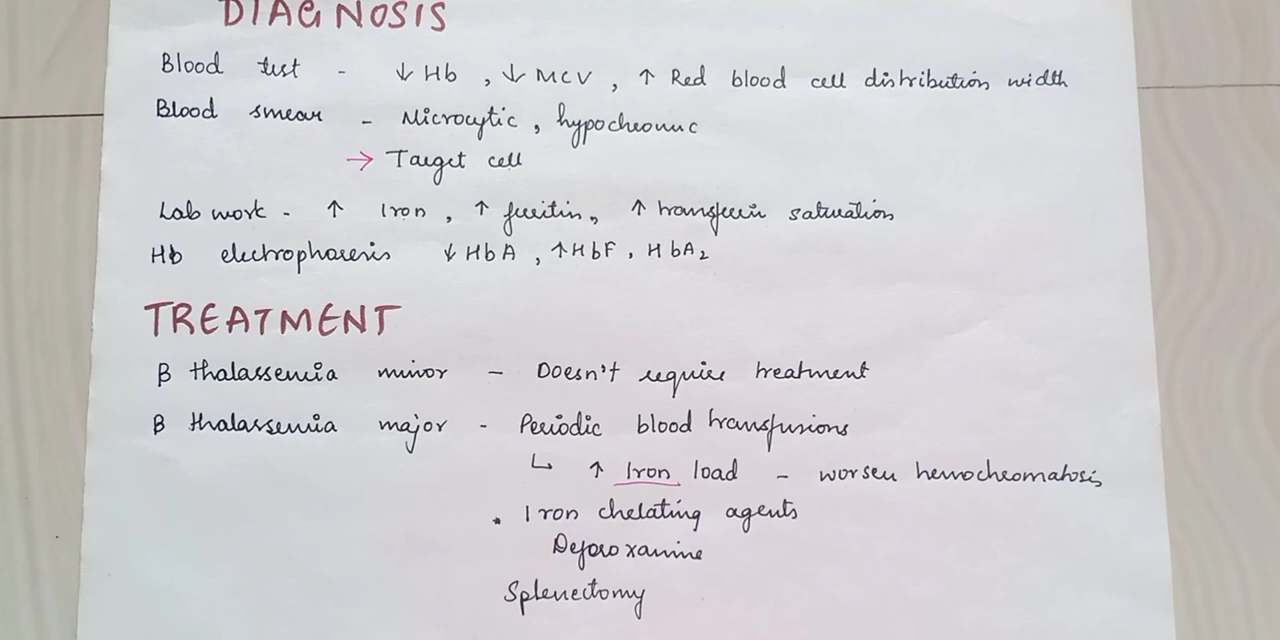 DIAGNOSIS
Blood test - ↓ Hb, ↓ MCV, ↑ Red blood cell distribution width
Blood smear - Microcytic, hypochromic
→ Target cell
Lab work - ↑ Iron, ↑ ferritin, ↑ transferrin saturation
Hb electrophoresis ↓ HbA, ↑ HbF, HbA₂
TREATMENT
β thalassemia minor - Doesn't require treatment
β thalassemia major - Periodic blood transfusions
↳ ↑ Iron load - worsen hemochromatosis
* Iron chelating agents
Deferoxamine
Splenectomy